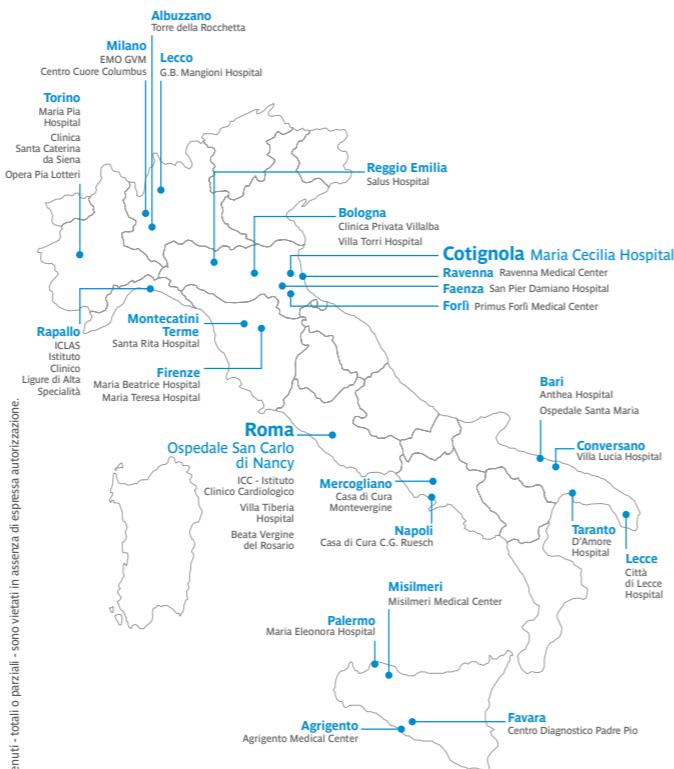 Albuzzano
Torre della Rocchetta
Milano
EMO GVM
Centro Cuore Columbus
Lecco
G.B. Mangioni Hospital
Torino
Maria Pia
Hospital
Clinica
Santa Caterina
da Siena
Opera Pia Lotteri
Reggio Emilia
Salus Hospital
Bologna
Clinica Privata Villalba
Villa Torri Hospital
Cotignola Maria Cecilia Hospital
Ravenna Ravenna Medical Center
Faenza San Pier Damiano Hospital
Forlì Primus Forlì Medical Center
Rapallo
ICLAS
Istituto
Clinico
Ligure di Alta
Specialità
Montecatini
Terme
Santa Rita Hospital
Firenze
Maria Beatrice Hospital
Maria Teresa Hospital
Roma
Ospedale San Carlo
di Nancy
ICC - Istituto
Clinico Cardiologico
Villa Tiberia
Hospital
Beata Vergine
del Rosario
Bari
Anthea Hospital
Ospedale Santa Maria
Conversano
Villa Lucia Hospital
Mercogliano
Casa di Cura
Montevergine
Napoli
Casa di Cura C.G. Ruesch
Taranto
D'Amore
Hospital
Lecce
Città
di Lecce
Hospital
Misilmeri
Misilmeri Medical Center
Palermo
Maria Eleonora Hospital
Agrigento
Agrigento Medical Center
Favara
Centro Diagnostico Padre Pio
enuti - totali o parziali - sono vietati in assenza di espressa autorizzazione.